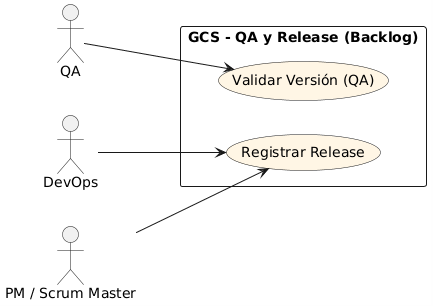 GCS - QA y Release (Backlog)
QA
Validar Versión (QA)
DevOps
Registrar Release
PM / Scrum Master